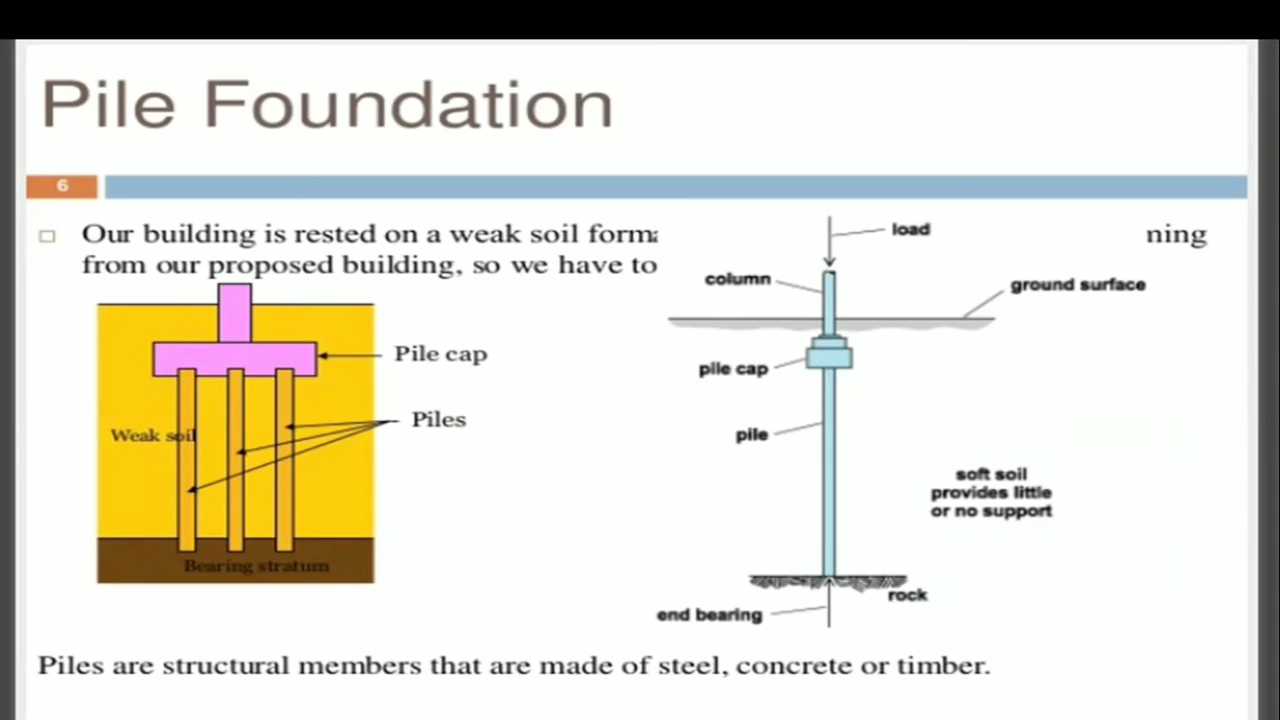 Pile Foundation
6
Our building is rested on a weak soil ning
from our proposed building, so we have to
load
column
ground surface
Pile cap
pile cap
Piles
pile
Weak soil
soft soil
provides little
or no support
Bearing stratum
rock
end bearing
Piles are structural members that are made of steel, concrete or timber.